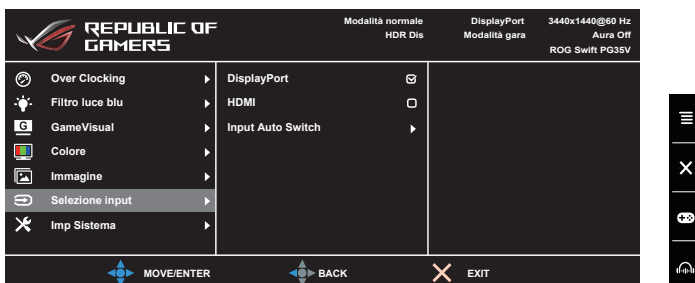 REPUBLIC OF
GAMERS
Modalità normale
HDR Dis
DisplayPort
Modalità gara
3440x1440@60 Hz
Aura Off
ROG Swift PG35V
Over Clocking
Filtro luce blu
G GameVisual
Colore
Immagine
Selezione input
Imp Sistema
DisplayPort
HDMI
Input Auto Switch
MOVE/ENTER
BACK
EXIT